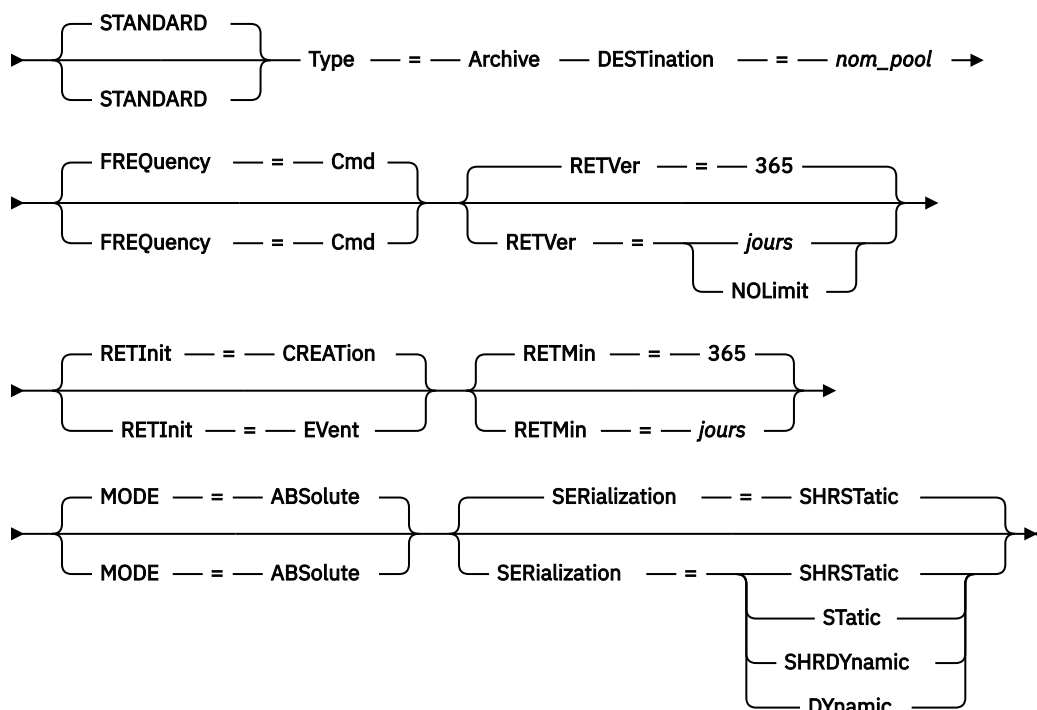 STANDARD
Type = Archive DESTination = nom_pool
STANDARD
FREQuency = Cmd RETVer = 365
FREQuency = Cmd RETVer = jours
NOLimit
RETInit = CREATion RETMin = 365
RETInit = EVent RETMin = jours
MODE = ABSolute SERialization = SHRSTatic
MODE = ABSolute SERialization = SHRSTatic
STatic
SHRDYnamic
DYnamic